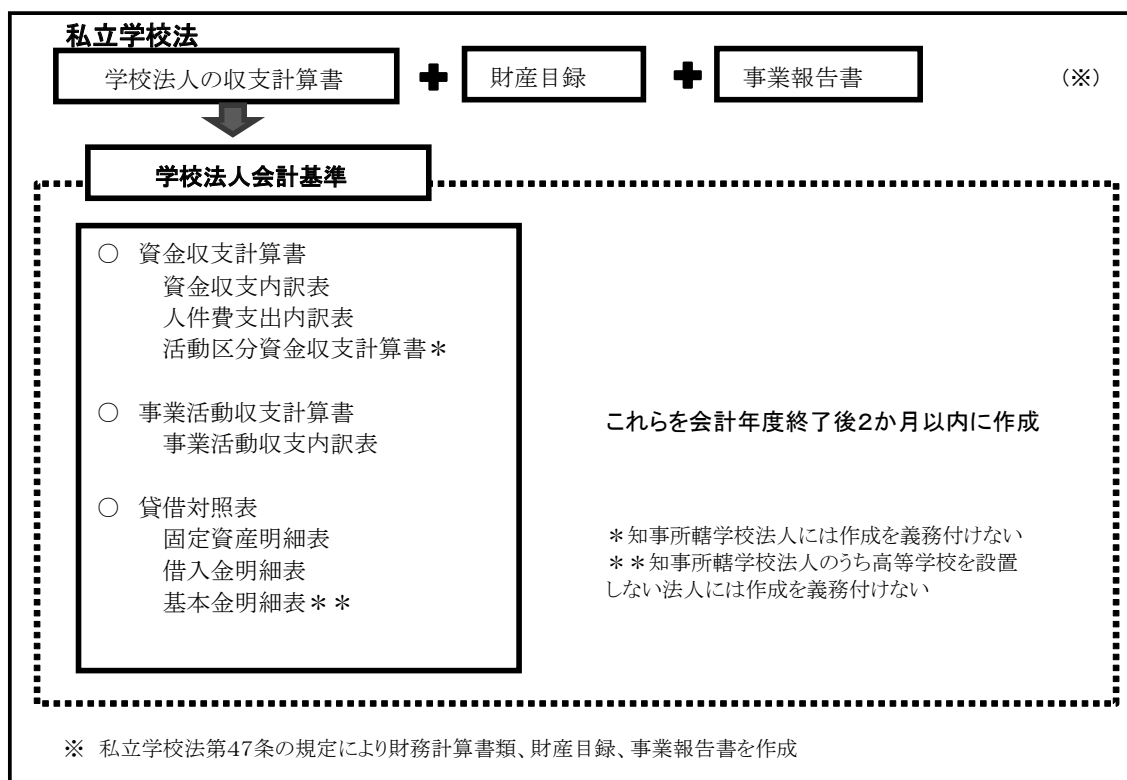 私立学校法
学校法人の収支計算書 ✚ 財産目録 ✚ 事業報告書 (※)
学校法人会計基準
○ 資金収支計算書
資金収支内訳表
人件費支出内訳表
活動区分資金収支計算書＊
○ 事業活動収支計算書
事業活動収支内訳表
○ 貸借対照表
固定資産明細表
借入金明細表
基本金明細表＊＊
これらを会計年度終了後2か月以内に作成
＊知事所轄学校法人には作成を義務付けない
＊＊知事所轄学校法人のうち高等学校を設置
しない法人には作成を義務付けない
※ 私立学校法第47条の規定により財務計算書類、財産目録、事業報告書を作成